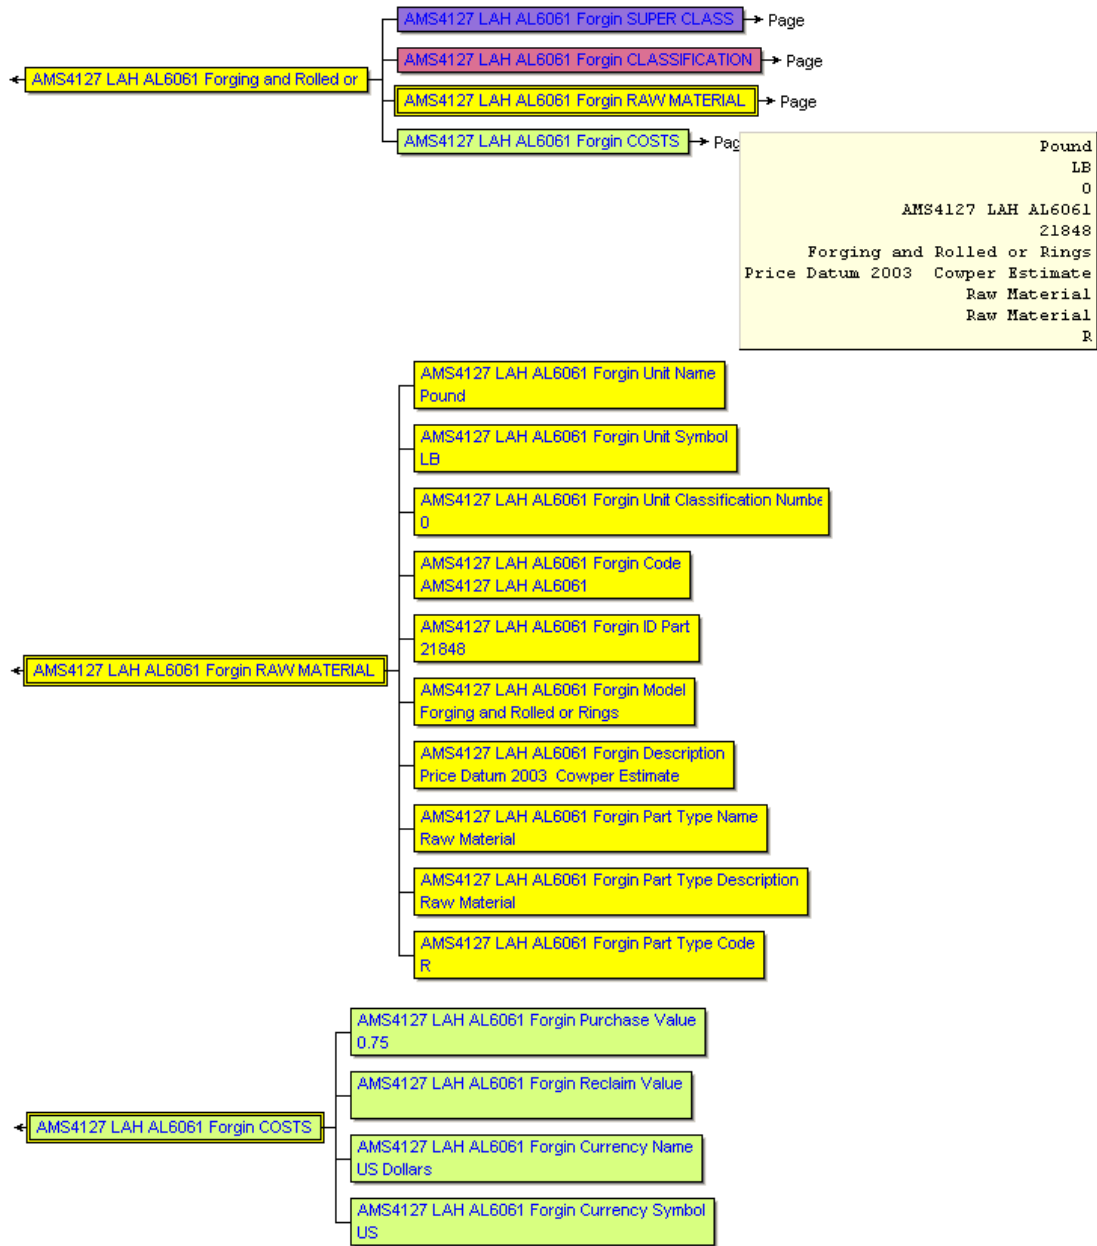 AMS4127 LAH AL6061 Forgin SUPER CLASS
Page
AMS4127 LAH AL6061 Forging and Rolled or
AMS4127 LAH AL6061 Forgin CLASSIFICATION
Page
AMS4127 LAH AL6061 Forgin RAW MATERIAL
Page
AMS4127 LAH AL6061 Forgin COSTS
Pag
Pound
LB
0
AMS4127 LAH AL6061
21848
Forging and Rolled or Rings
Price Datum 2003  Cowper Estimate
Raw Material
Raw Material
R
AMS4127 LAH AL6061 Forgin RAW MATERIAL
AMS4127 LAH AL6061 Forgin Unit Name
Pound
AMS4127 LAH AL6061 Forgin Unit Symbol
LB
AMS4127 LAH AL6061 Forgin Unit Classification Numbe
0
AMS4127 LAH AL6061 Forgin Code
AMS4127 LAH AL6061
AMS4127 LAH AL6061 Forgin ID Part
21848
AMS4127 LAH AL6061 Forgin Model
Forging and Rolled or Rings
AMS4127 LAH AL6061 Forgin Description
Price Datum 2003  Cowper Estimate
AMS4127 LAH AL6061 Forgin Part Type Name
Raw Material
AMS4127 LAH AL6061 Forgin Part Type Description
Raw Material
AMS4127 LAH AL6061 Forgin Part Type Code
R
AMS4127 LAH AL6061 Forgin COSTS
AMS4127 LAH AL6061 Forgin Purchase Value
0.75
AMS4127 LAH AL6061 Forgin Reclaim Value
AMS4127 LAH AL6061 Forgin Currency Name
US Dollars
AMS4127 LAH AL6061 Forgin Currency Symbol
US